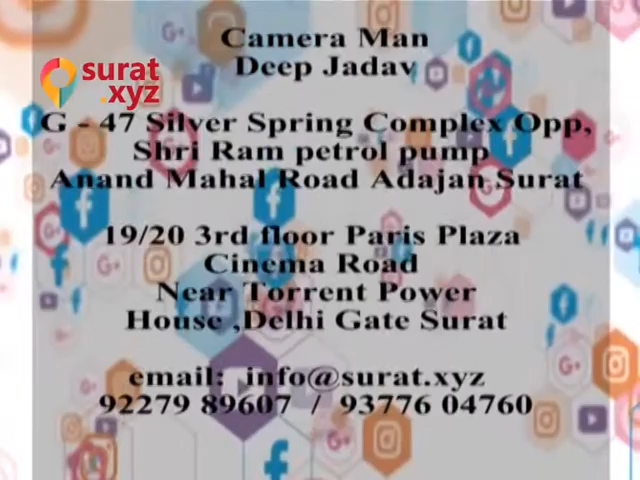 Camera Man
Deep Jadav
surat
.xyz
G - 47 Silver Spring Complex Opp,
Shri Ram petrol pump
Anand Mahal Road Adajan Surat
19/20 3rd floor Paris Plaza
Cinema Road
Near Torrent Power
House ,Delhi Gate Surat
email: info@surat.xyz
92279 89607 / 93776 04760